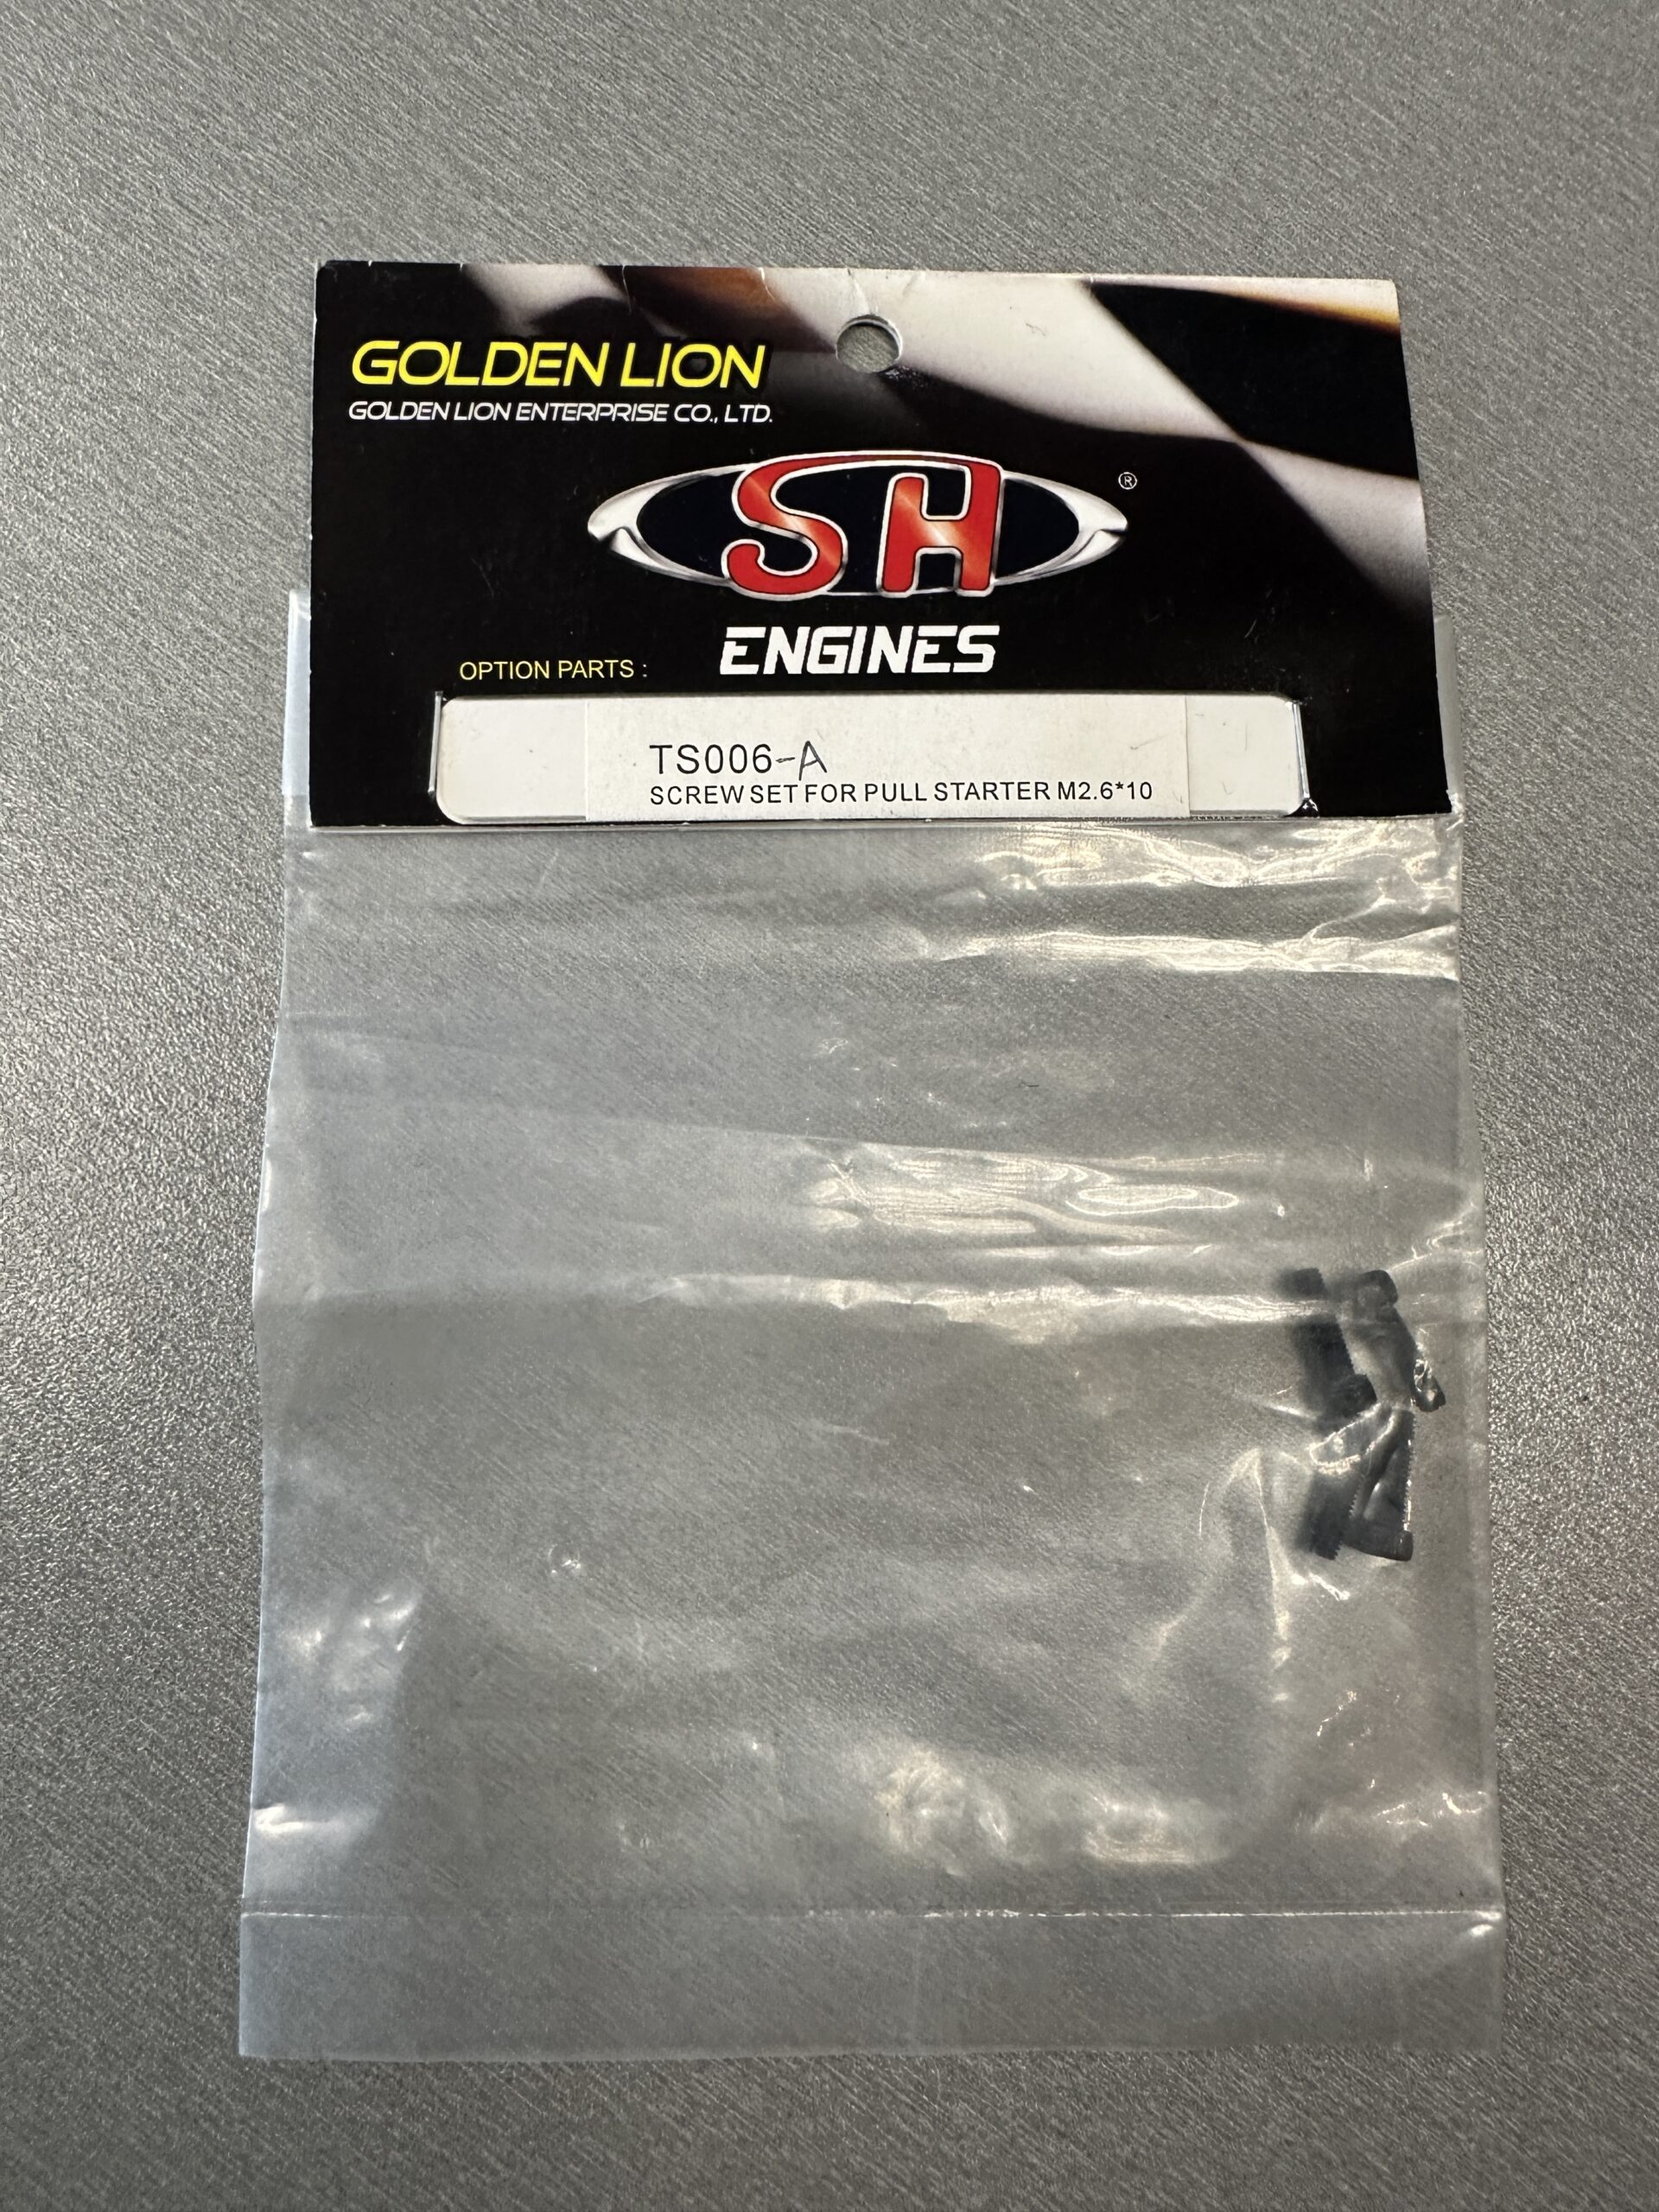 GOLDEN LION
GOLDEN LION ENTERPRISE CO., LTD.
SH ®
ENGINES
OPTION PARTS :
TS006-A
SCREW SET FOR PULL STARTER M2.6*10